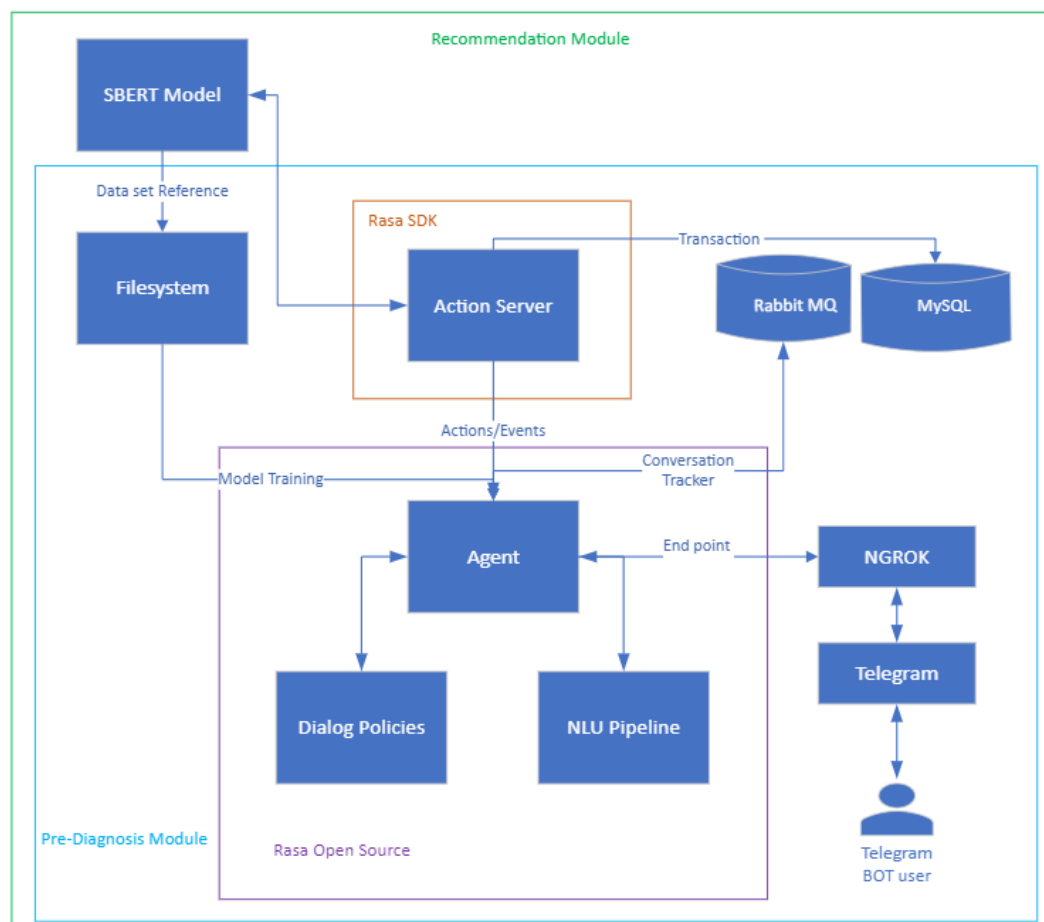 Recommendation Module
SBERT Model
Data set Reference
Rasa SDK
Transaction
Filesystem
Action Server
Rabbit MQ
MySQL
Actions/Events
Conversation
Tracker
Model Training
Agent
End point
NGROK
Telegram
Dialog Policies
NLU Pipeline
Pre-Diagnosis Module
Rasa Open Source
Telegram
BOT user